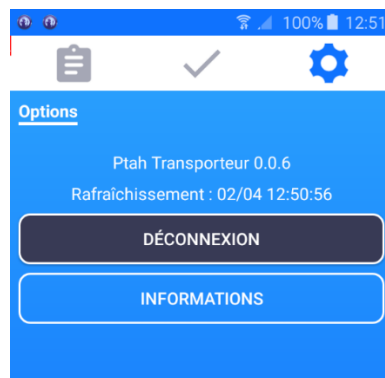 100% 12:51
Options
Ptah Transporteur 0.0.6
Rafraîchissement : 02/04 12:50:56
DÉCONNEXION
INFORMATIONS